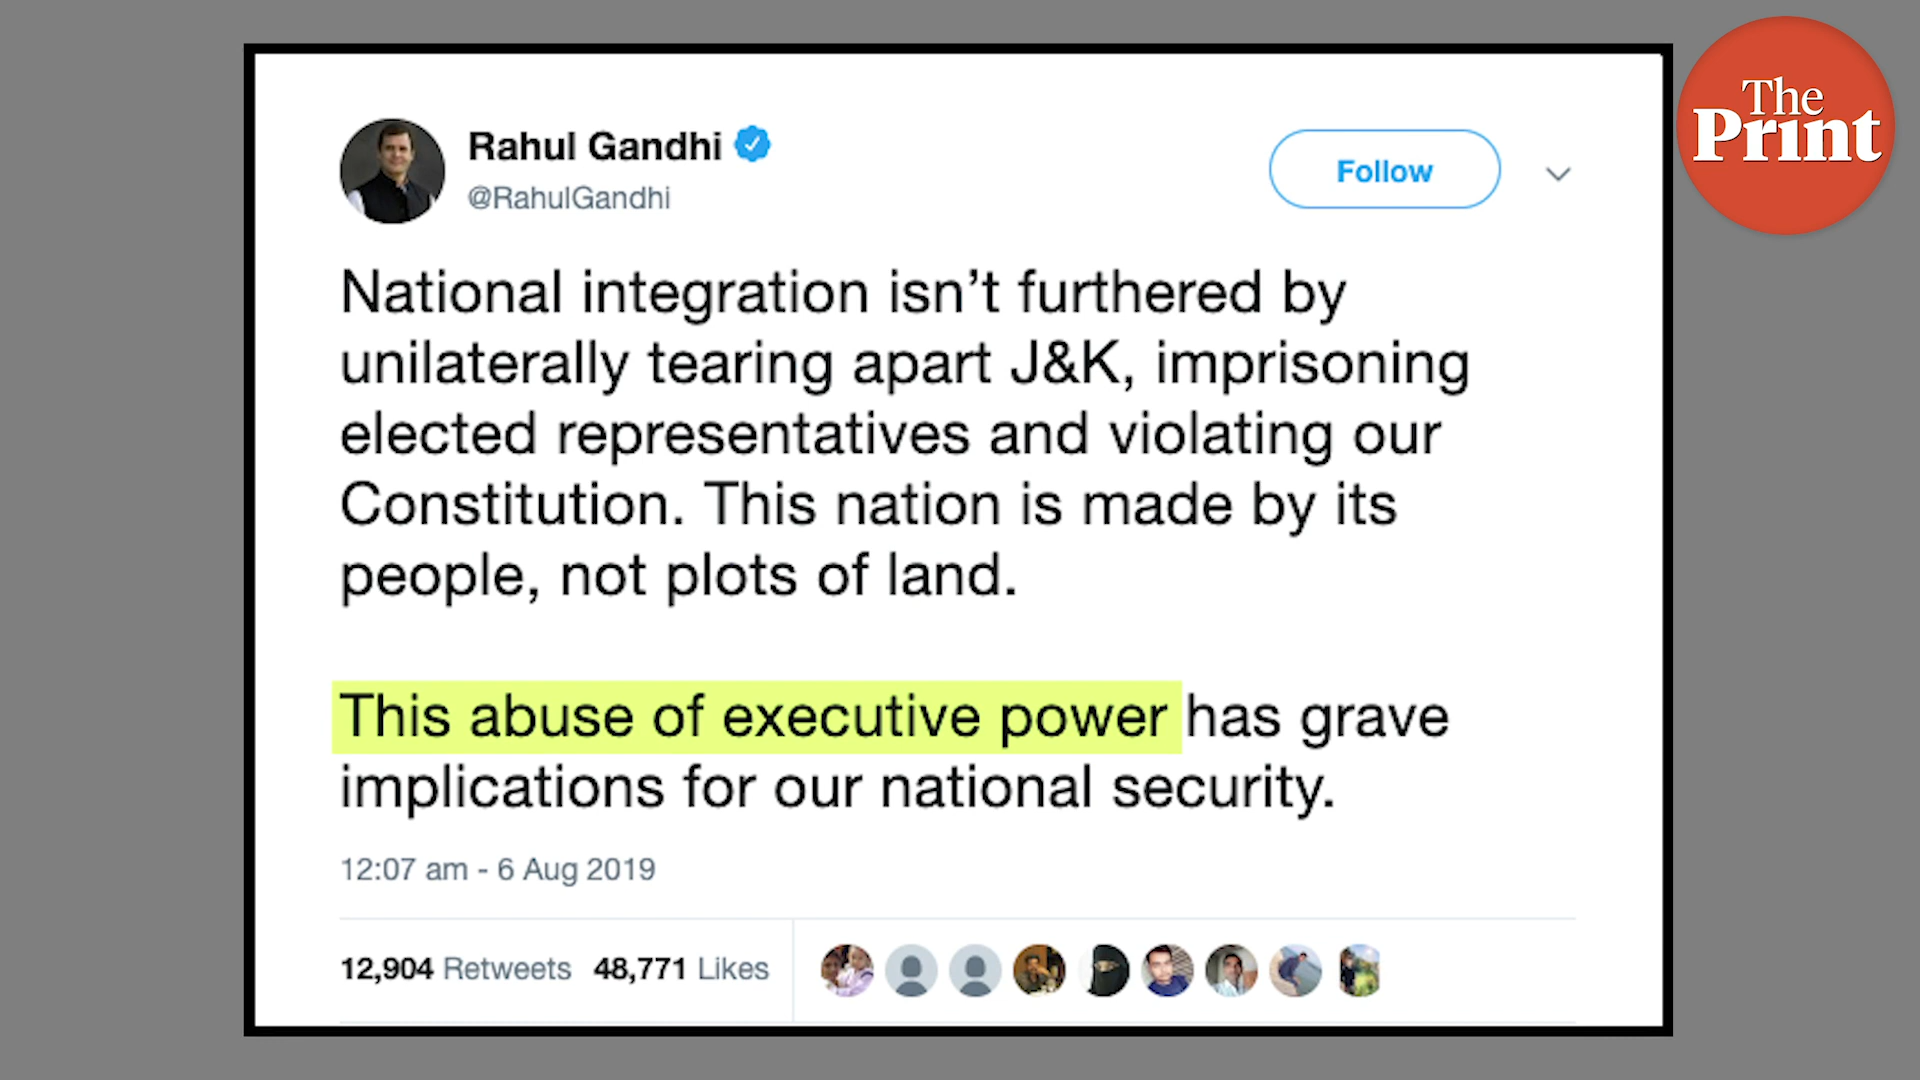 The
Print
Rahul Gandhi
@RahulGandhi
Follow
National integration isn’t furthered by
unilaterally tearing apart J&K, imprisoning
elected representatives and violating our
Constitution. This nation is made by its
people, not plots of land.
This abuse of executive power has grave
implications for our national security.
12:07 am - 6 Aug 2019
12,904 Retweets 48,771 Likes